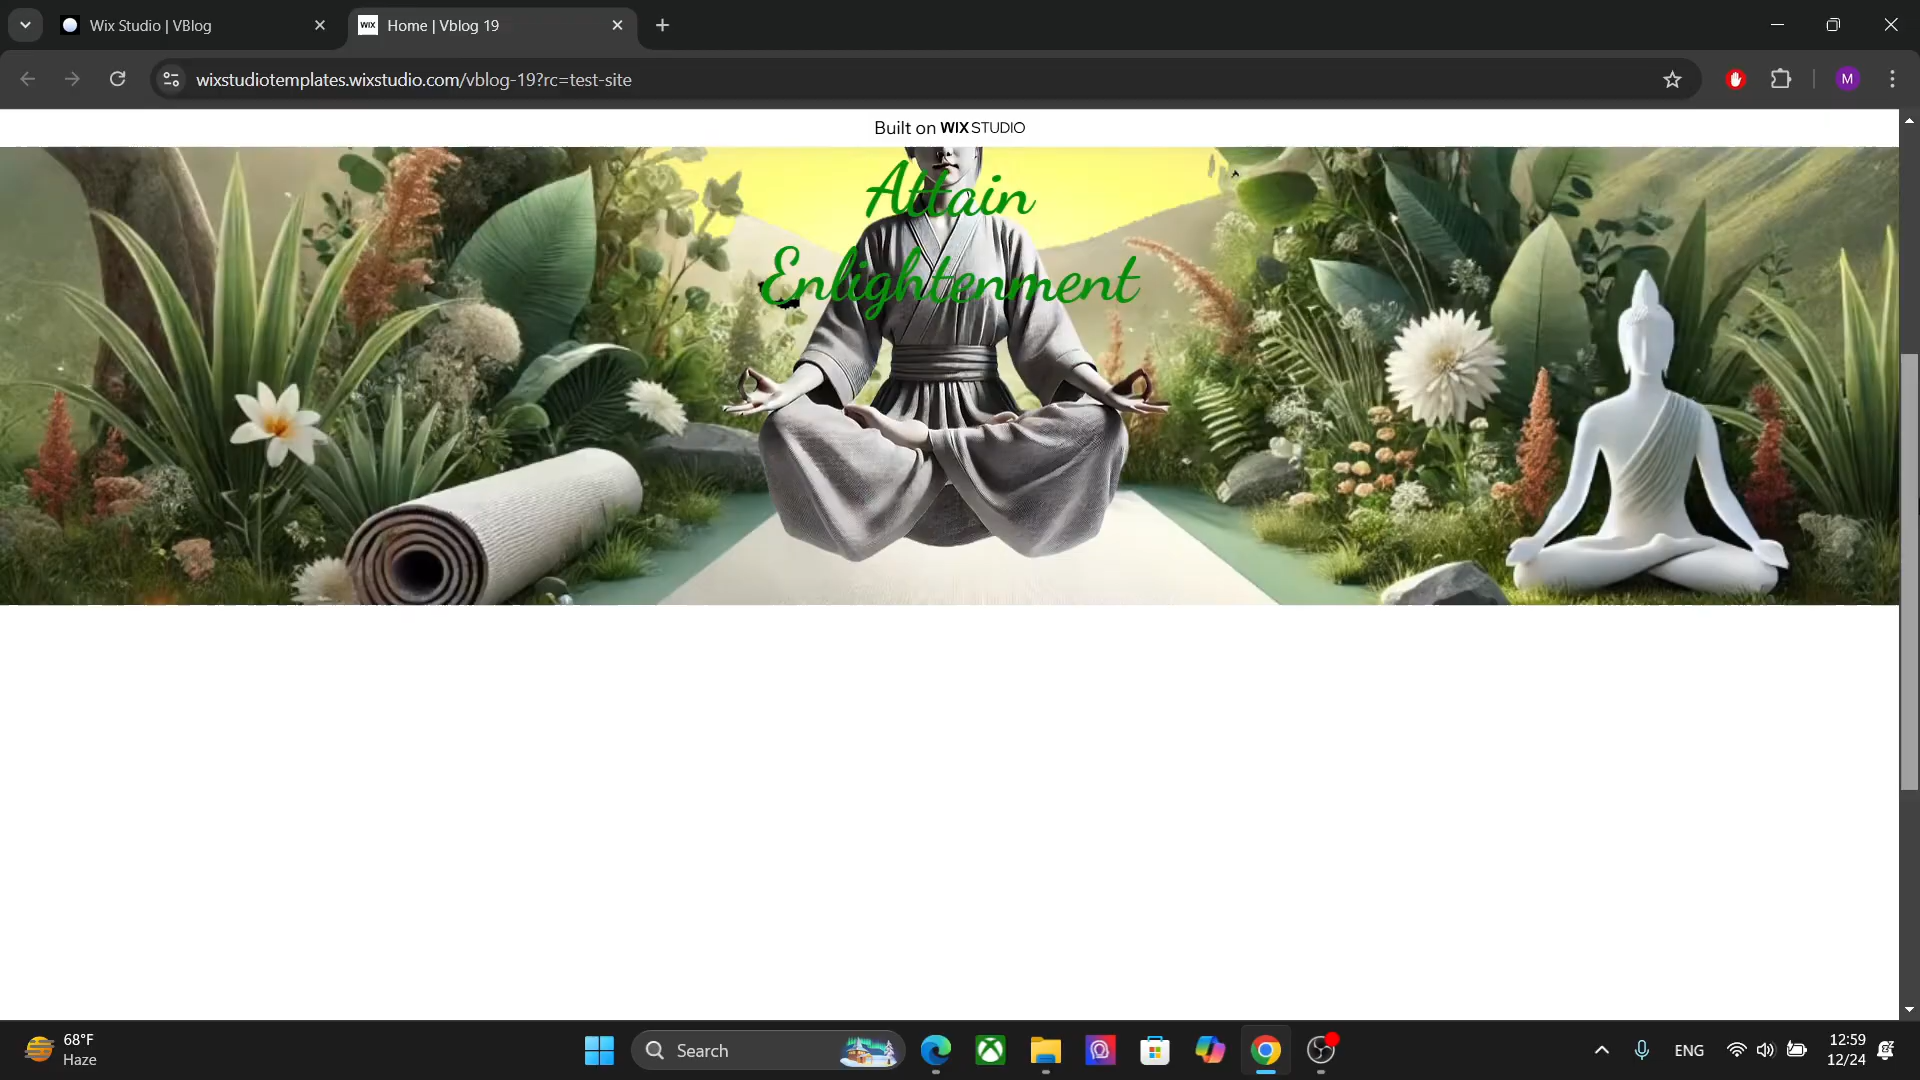 Wix Studio | VBlog
WiX
Home | Vblog 19
wixstudiotemplates.wixstudio.com/vblog-19?rc=test-site
M
Built on WIX STUDIO
Attain
Enlightenment
68°F
Haze
Search
ENG
12:59
12/24